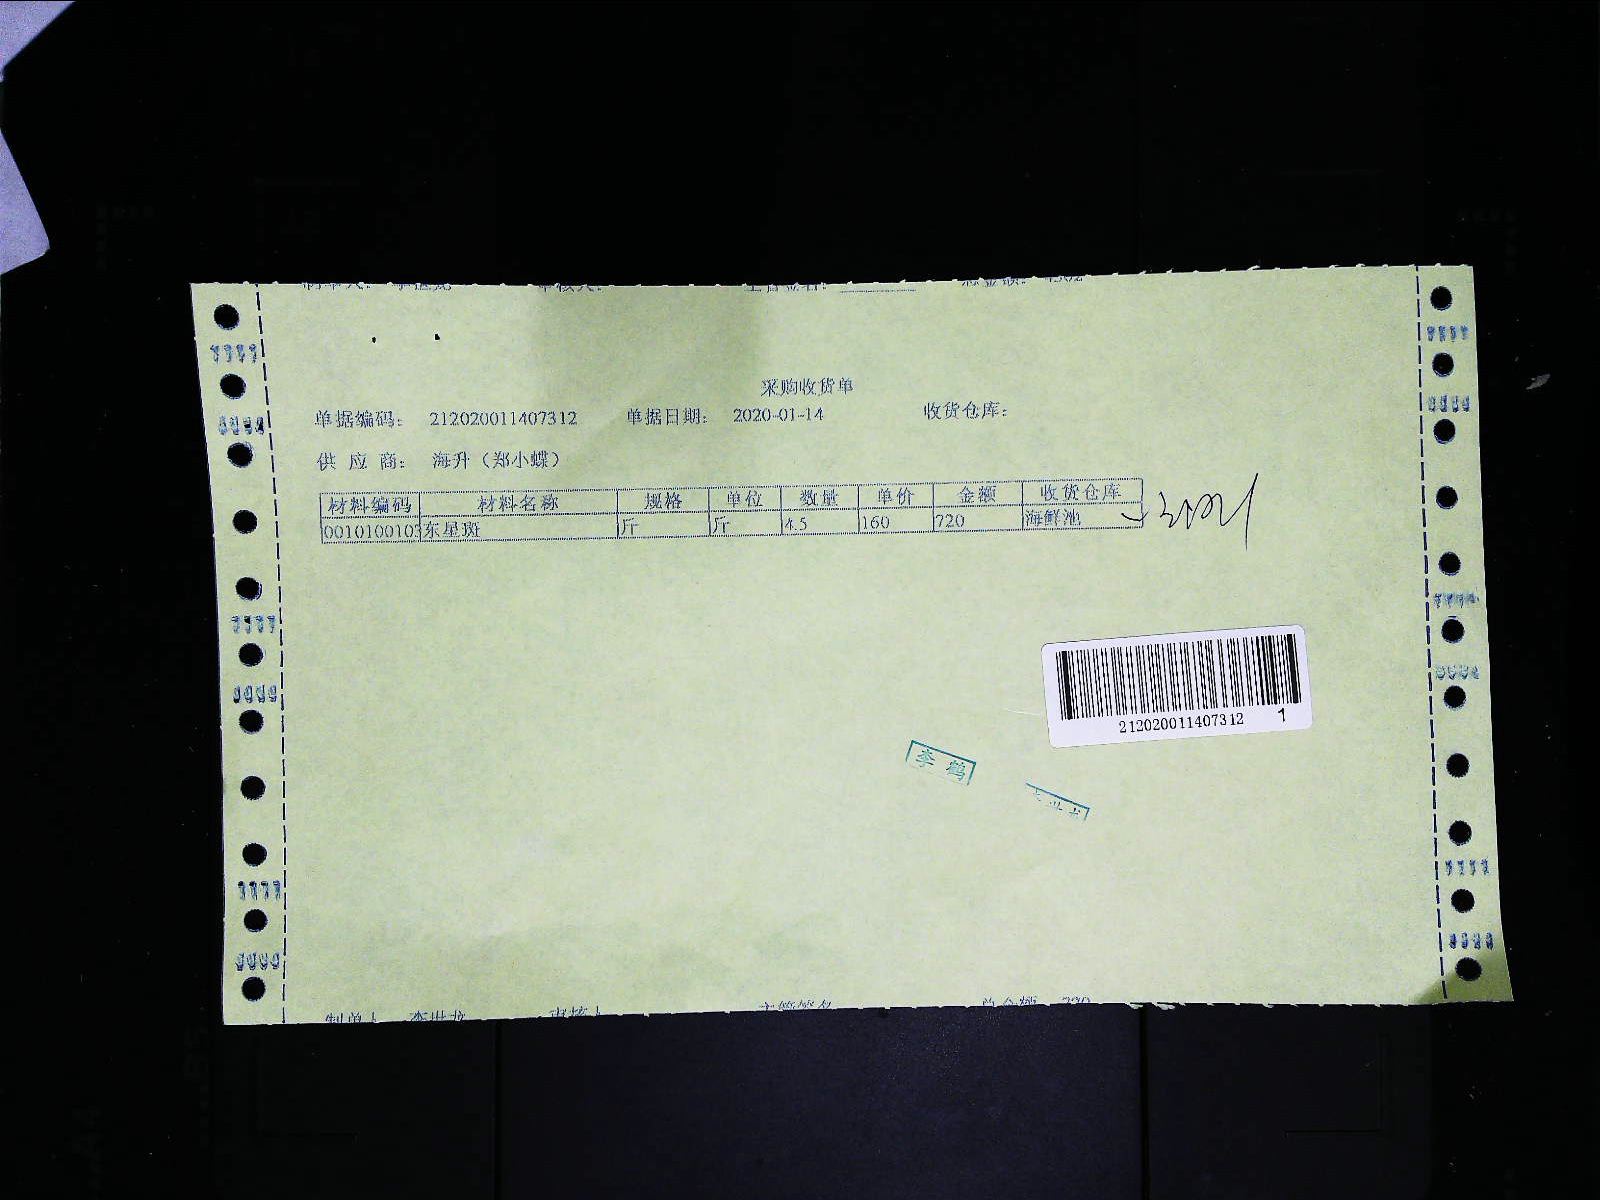 采购收货单
单据编码: 212020011407312 单据日期: 2020-01-14 收货仓库:
供 应 商: 海升（郑小蝶）
材料编码 材料名称 规格 单位 数量 单价 金额 收货仓库
0010100103 东星斑 斤 斤 4.5 160 720 海鲜池
212020011407312 1
李 鹤